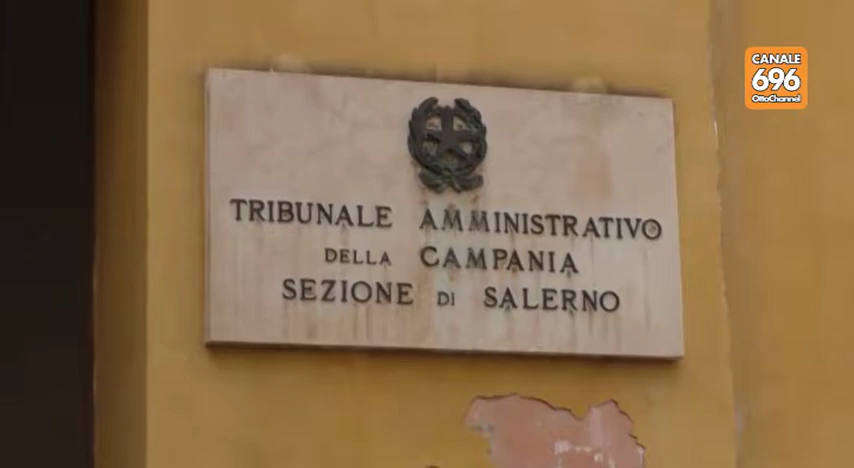 CANALE
696
OttoChannel
TRIBUNALE AMMINISTRATIVO
DELLA CAMPANIA
SEZIONE DI SALERNO